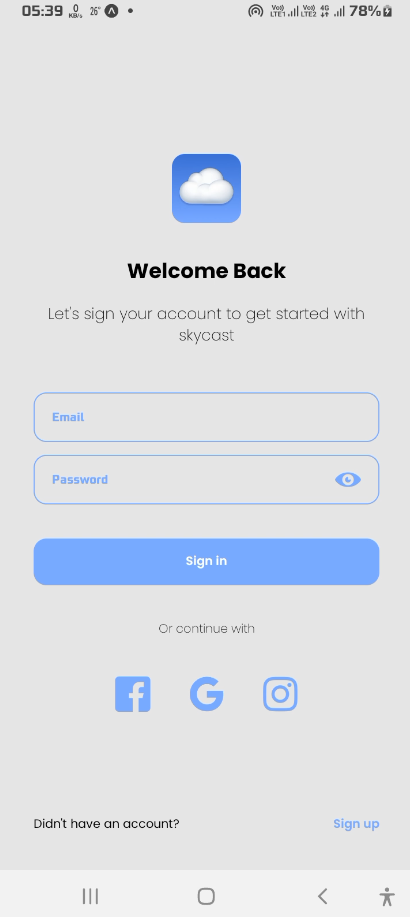 05:39 0 KB/s 26° Vo)) LTE1 Vo)) LTE2 4G 78%
Welcome Back
Let's sign your account to get started with
skycast
Email
Password
Sign in
Or continue with
Didn't have an account? Sign up